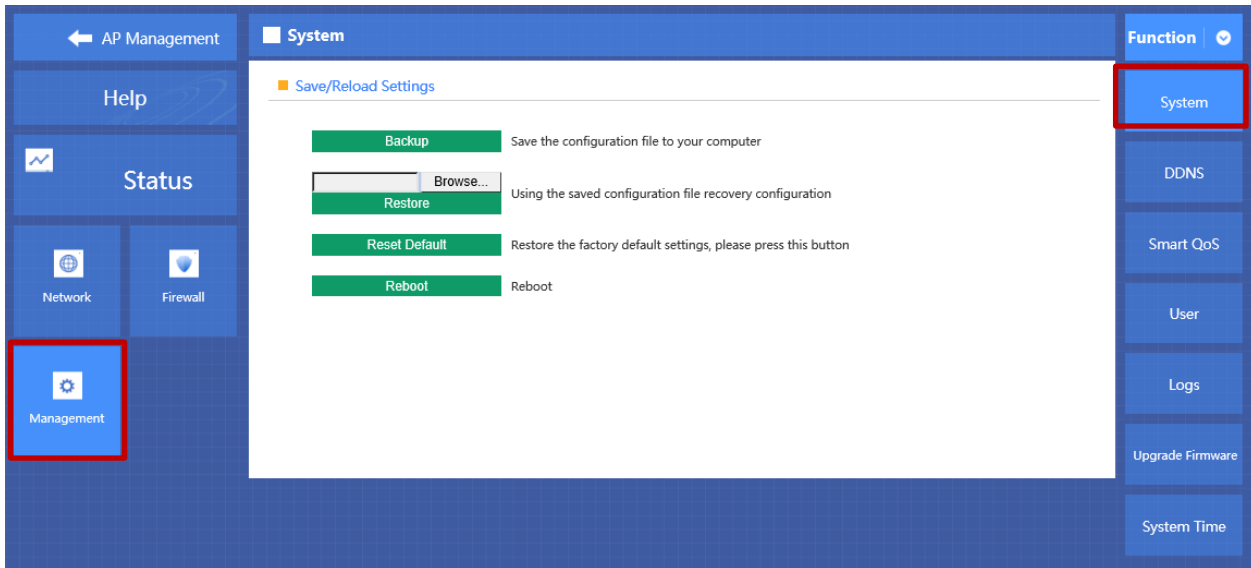 AP Management
Help
Status
Network
Firewall
Management
System
Save/Reload Settings
Backup
Save the configuration file to your computer
Browse...
Restore
Using the saved configuration file recovery configuration
Reset Default
Restore the factory default settings, please press this button
Reboot
Reboot
Function
System
DDNS
Smart QoS
User
Logs
Upgrade Firmware
System Time